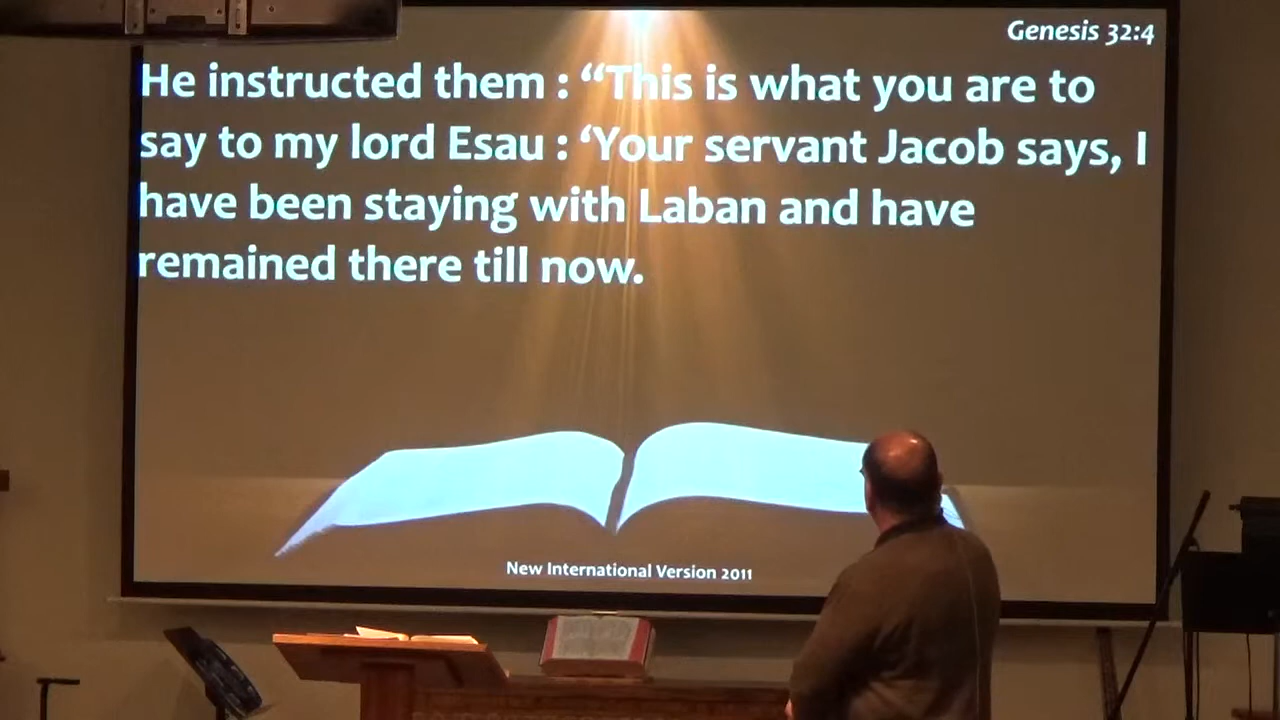 Genesis 32:4
He instructed them : “This is what you are to
say to my lord Esau : ‘Your servant Jacob says, I
have been staying with Laban and have
remained there till now.
New International Version 2011